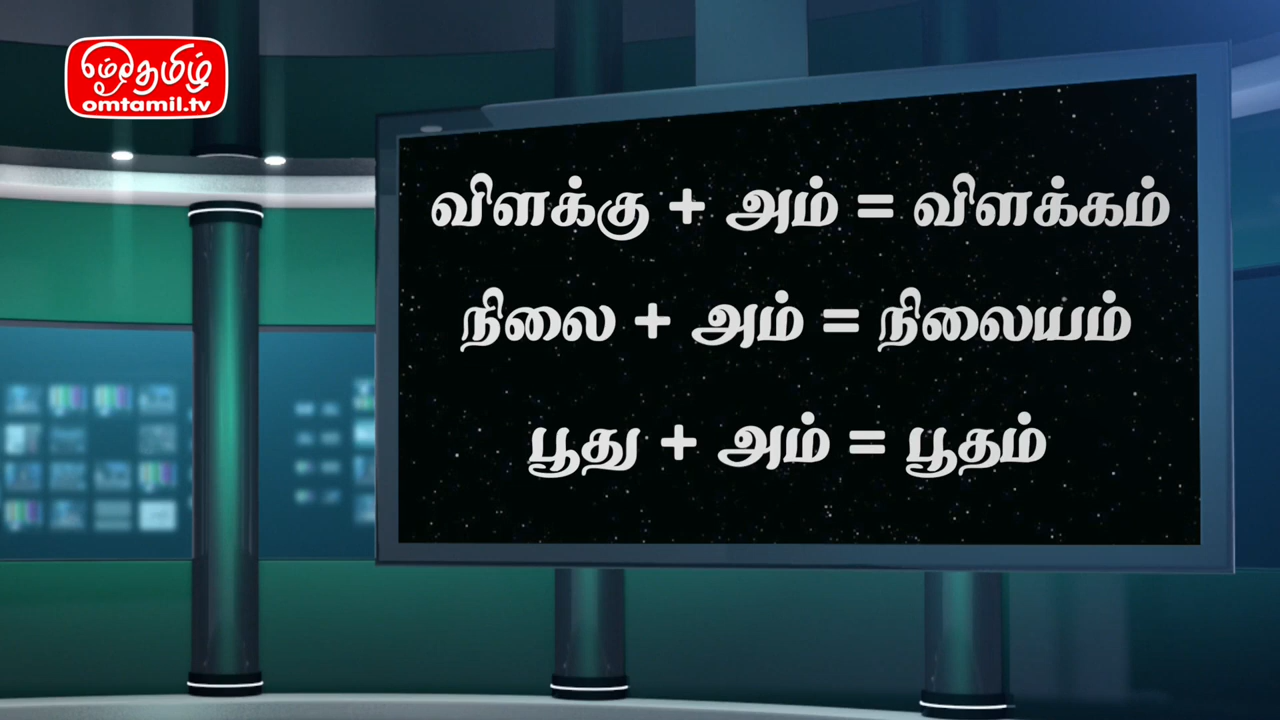 ஓம்தமிழ்
omtamil.tv
விளக்கு + அம் = விளக்கம்
நிலை + அம் = நிலையம்
பூது + அம் = பூதம்